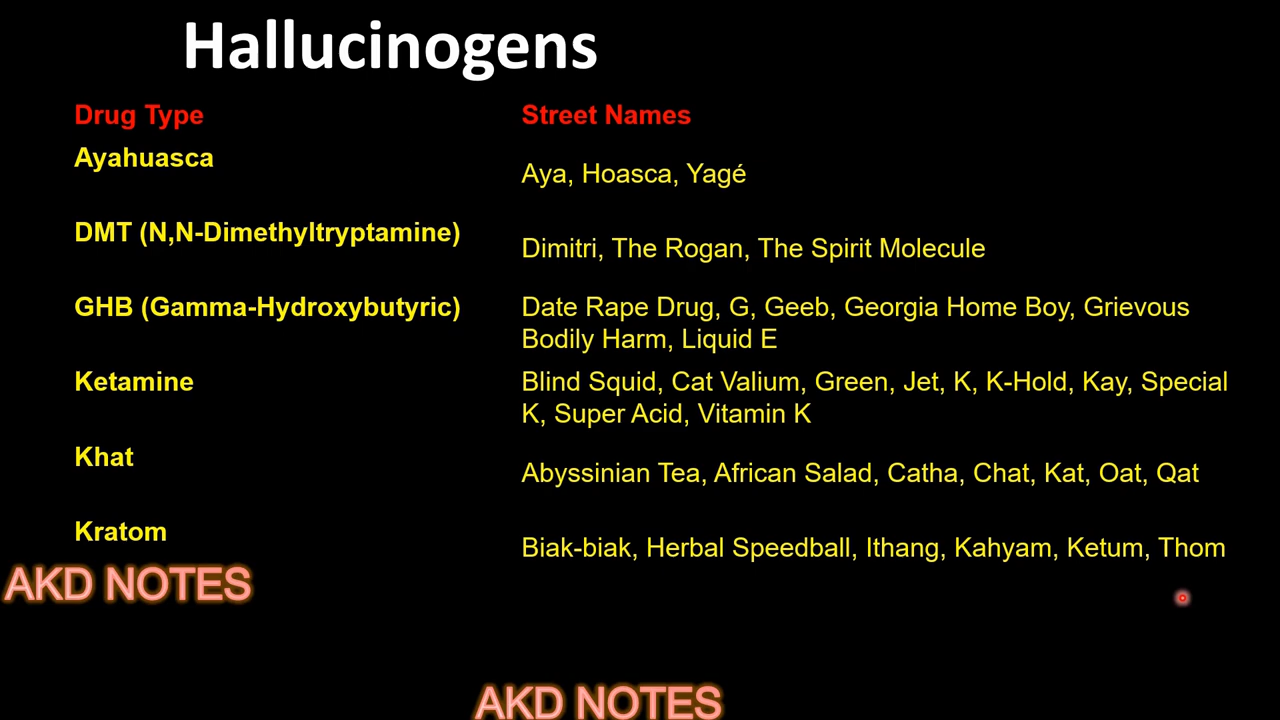 Hallucinogens
Drug Type
Street Names
Ayahuasca
Aya, Hoasca, Yagé
DMT (N,N-Dimethyltryptamine)
Dimitri, The Rogan, The Spirit Molecule
GHB (Gamma-Hydroxybutyric)
Date Rape Drug, G, Geeb, Georgia Home Boy, Grievous
Bodily Harm, Liquid E
Ketamine
Blind Squid, Cat Valium, Green, Jet, K, K-Hold, Kay, Special
K, Super Acid, Vitamin K
Khat
Abyssinian Tea, African Salad, Catha, Chat, Kat, Oat, Qat
Kratom
Biak-biak, Herbal Speedball, Ithang, Kahyam, Ketum, Thom
AKD NOTES
AKD NOTES